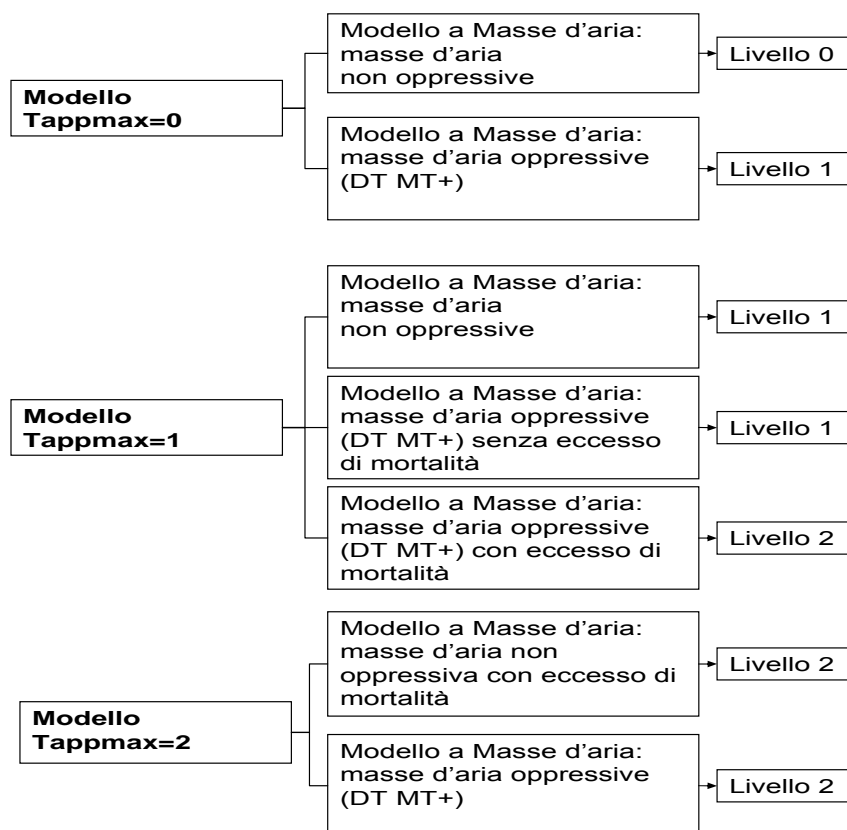 Modello a Masse d'aria:
masse d'aria
non oppressive
Livello 0
Modello
Tappmax=0
Modello a Masse d'aria:
masse d'aria oppressive
(DT MT+)
Livello 1
Modello a Masse d'aria:
masse d'aria
non oppressive
Livello 1
Modello
Tappmax=1
Modello a Masse d'aria:
masse d'aria oppressive
(DT MT+) senza eccesso
di mortalità
Livello 1
Modello a Masse d'aria:
masse d'aria oppressive
(DT MT+) con eccesso di
mortalità
Livello 2
Modello a Masse d'aria:
masse d'aria non
oppressiva con eccesso di
mortalità
Livello 2
Modello
Tappmax=2
Modello a Masse d'aria:
masse d'aria oppressive
(DT MT+)
Livello 2